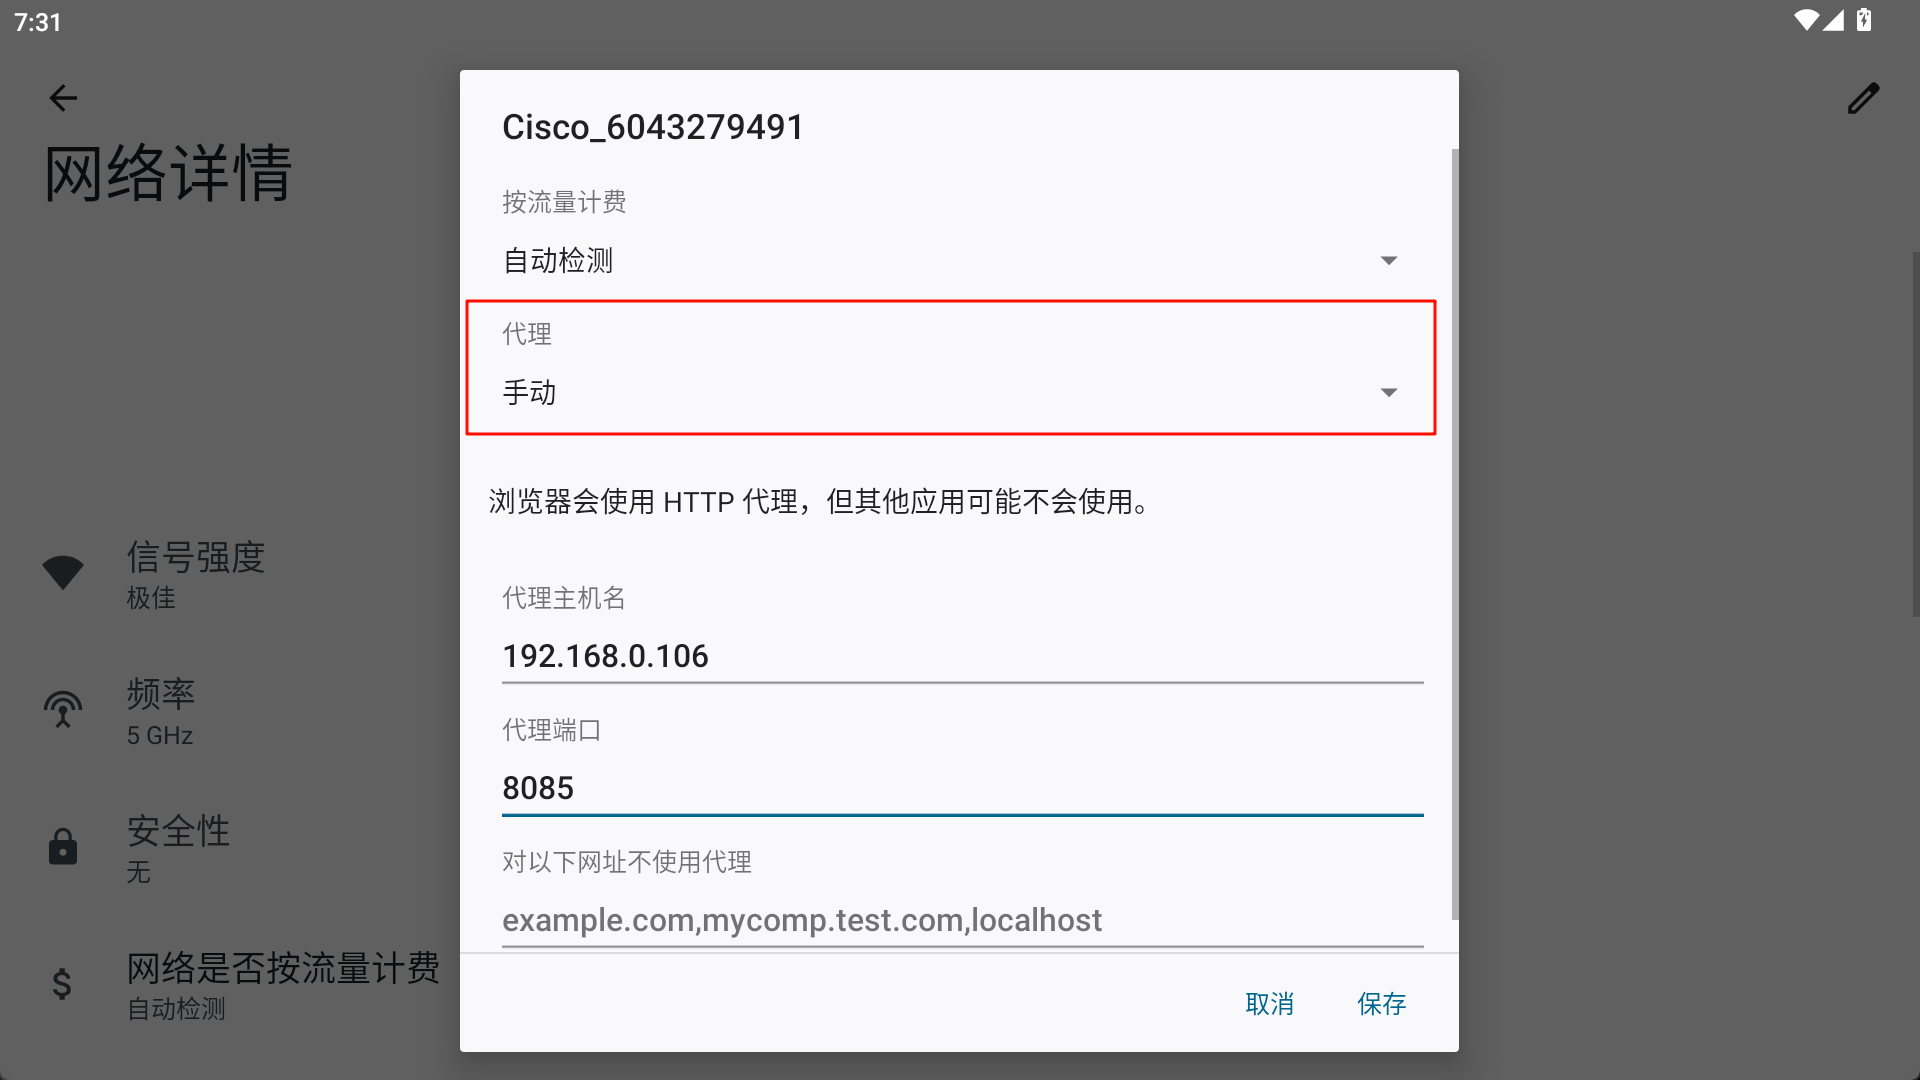 7:31
网络详情
信号强度
极佳
频率
5 GHz
安全性
无
网络是否按流量计费
自动检测
Cisco_6043279491
按流量计费
自动检测
代理
手动
浏览器会使用 HTTP 代理，但其他应用可能不会使用。
代理主机名
192.168.0.106
代理端口
8085
对以下网址不使用代理
example.com,mycomp.test.com,localhost
取消
保存